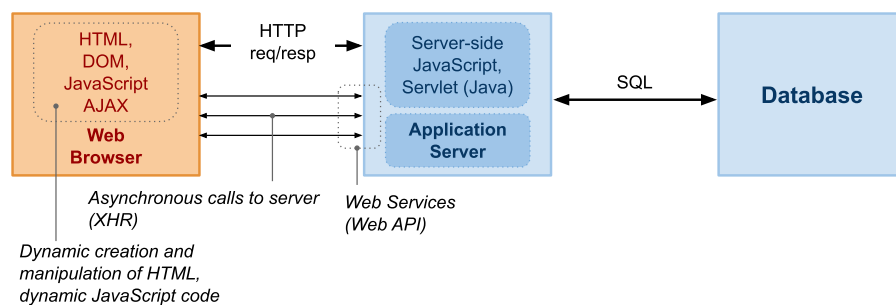 HTML,
DOM,
JavaScript
AJAX
Web
Browser
HTTP
req/resp
Server-side
JavaScript,
Servlet (Java)
Application
Server
SQL
Database
Asynchronous calls to server
(XHR)
Web Services
(Web API)
Dynamic creation and
manipulation of HTML,
dynamic JavaScript code